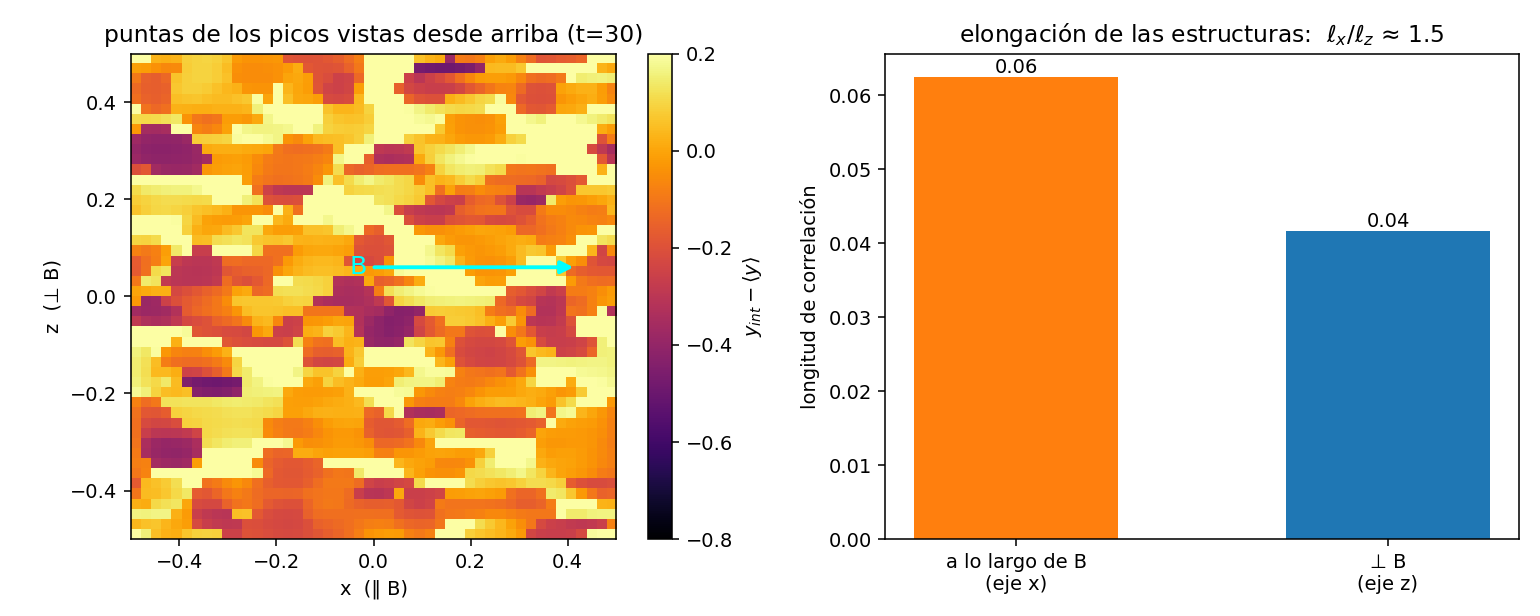 puntas de los picos vistas desde arriba (t=30)
0.4
0.2
0.0
−0.2
−0.4
z (⊥ B)
B
−0.4 −0.2 0.0 0.2 0.4
x (∥ B)
0.2
0.0
−0.2
−0.4
−0.6
−0.8
y_int − ⟨y⟩
elongación de las estructuras: ℓ_x/ℓ_z ≈ 1.5
0.06
0.04
0.06
0.05
0.04
0.03
0.02
0.01
0.00
longitud de correlación
a lo largo de B
(eje x)
⊥ B
(eje z)